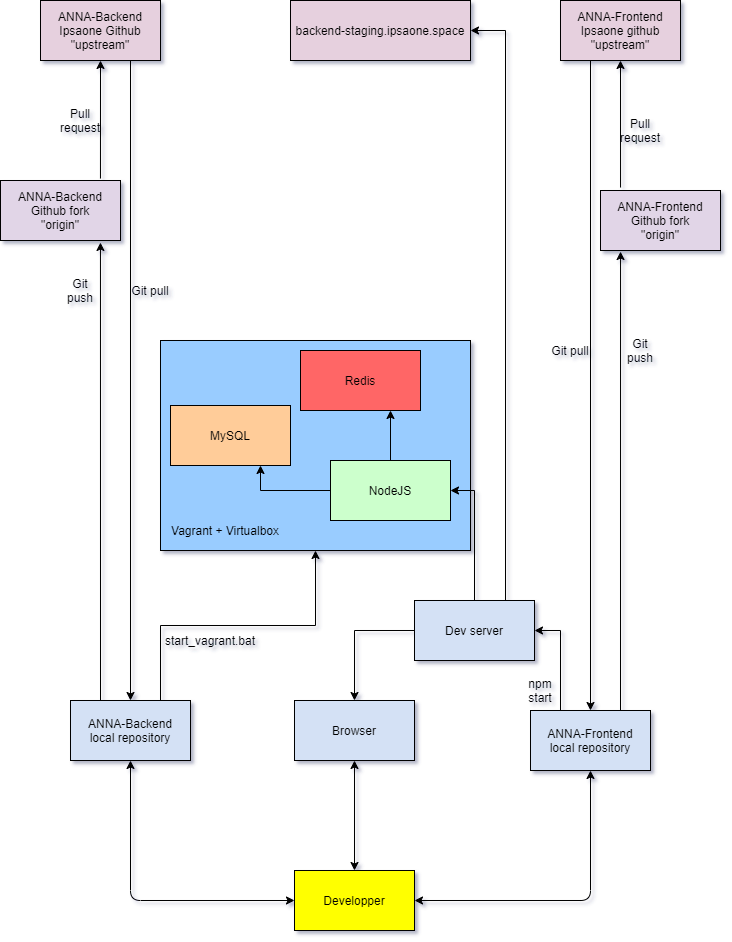 ANNA-Backend
Ipsaone Github
"upstream"
backend-staging.ipsaone.space
ANNA-Frontend
Ipsaone github
"upstream"
Pull
request
Pull
request
ANNA-Backend
Github fork
"origin"
ANNA-Frontend
Github fork
"origin"
Git
push
Git pull
Git pull
Git
push
Redis
MySQL
NodeJS
Vagrant + Virtualbox
start_vagrant.bat
Dev server
npm
start
ANNA-Backend
local repository
Browser
ANNA-Frontend
local repository
Developper